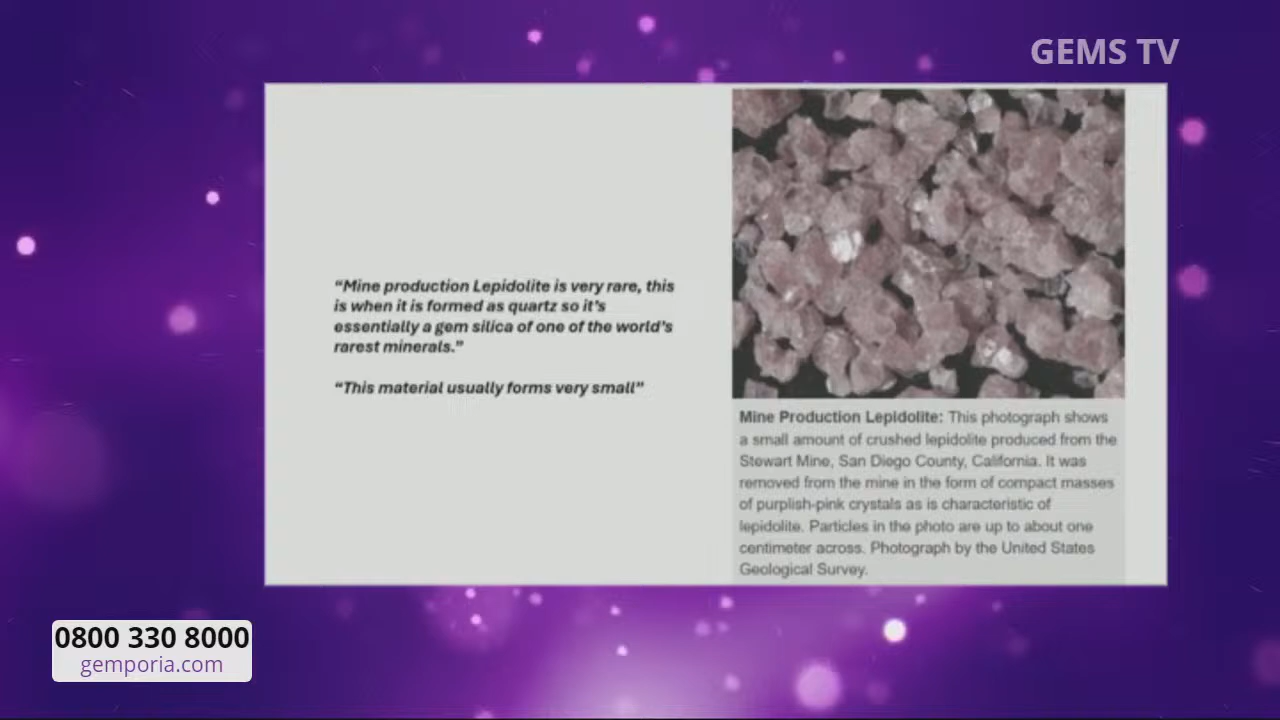 GEMS TV
“Mine production Lepidolite is very rare, this
is when it is formed as quartz so it’s
essentially a gem silica of one of the world’s
rarest minerals.”
“This material usually forms very small”
Mine Production Lepidolite: This photograph shows
a small amount of crushed lepidolite produced from the
Stewart Mine, San Diego County, California. It was
removed from the mine in the form of compact masses
of purplish-pink crystals as is characteristic of
lepidolite. Particles in the photo are up to about one
centimeter across. Photograph by the United States
Geological Survey.
0800 330 8000
gemporia.com